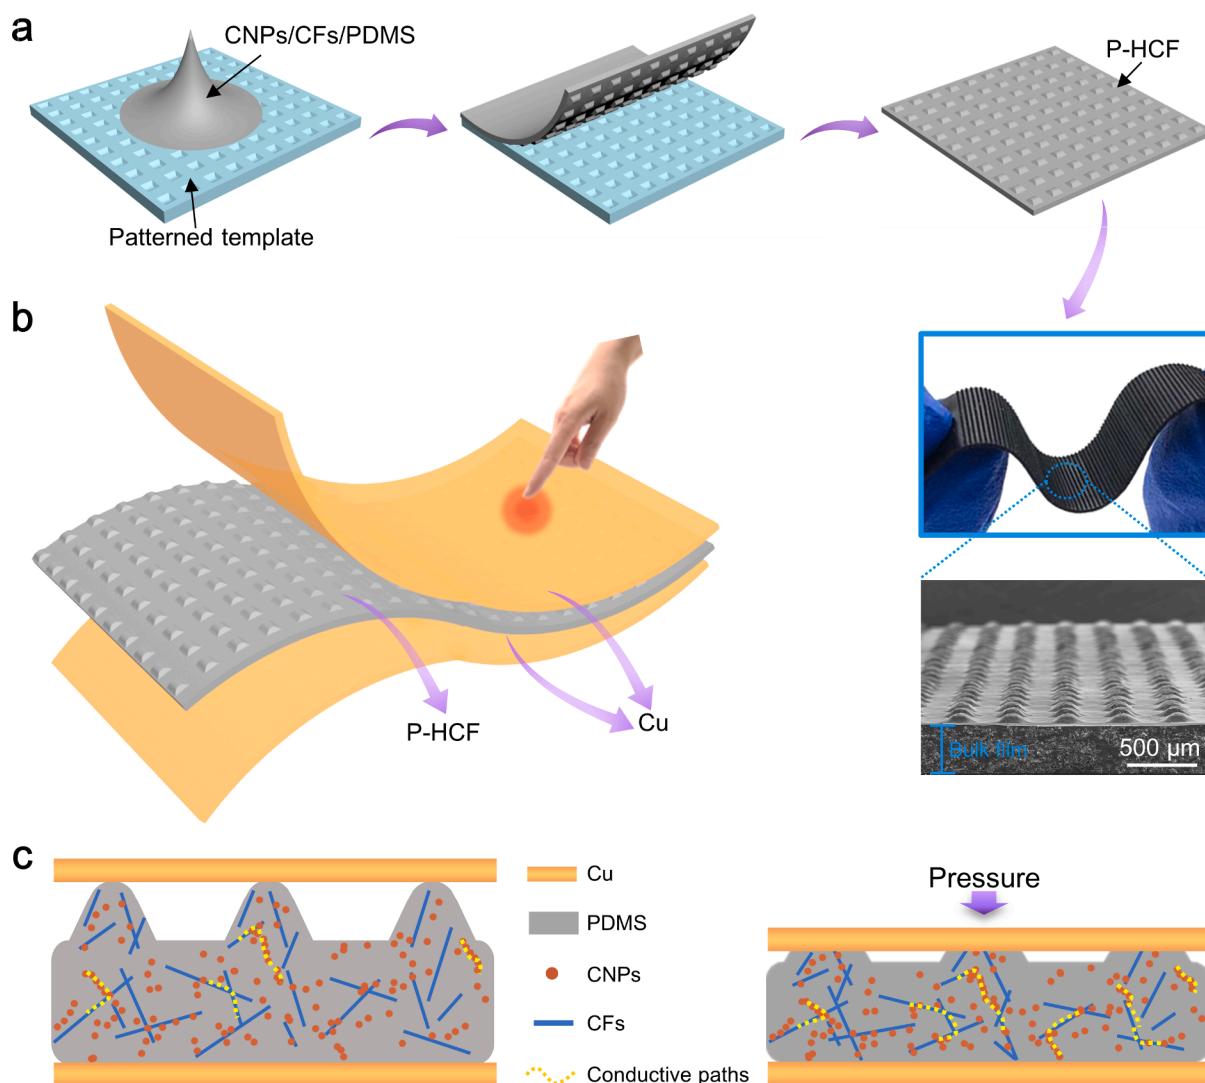 a
CNPs/CFs/PDMS
P-HCF
Patterned template
b
P-HCF
Cu
Bulk film
500 μm
c
Cu
PDMS
CNPs
CFs
Conductive paths
Pressure